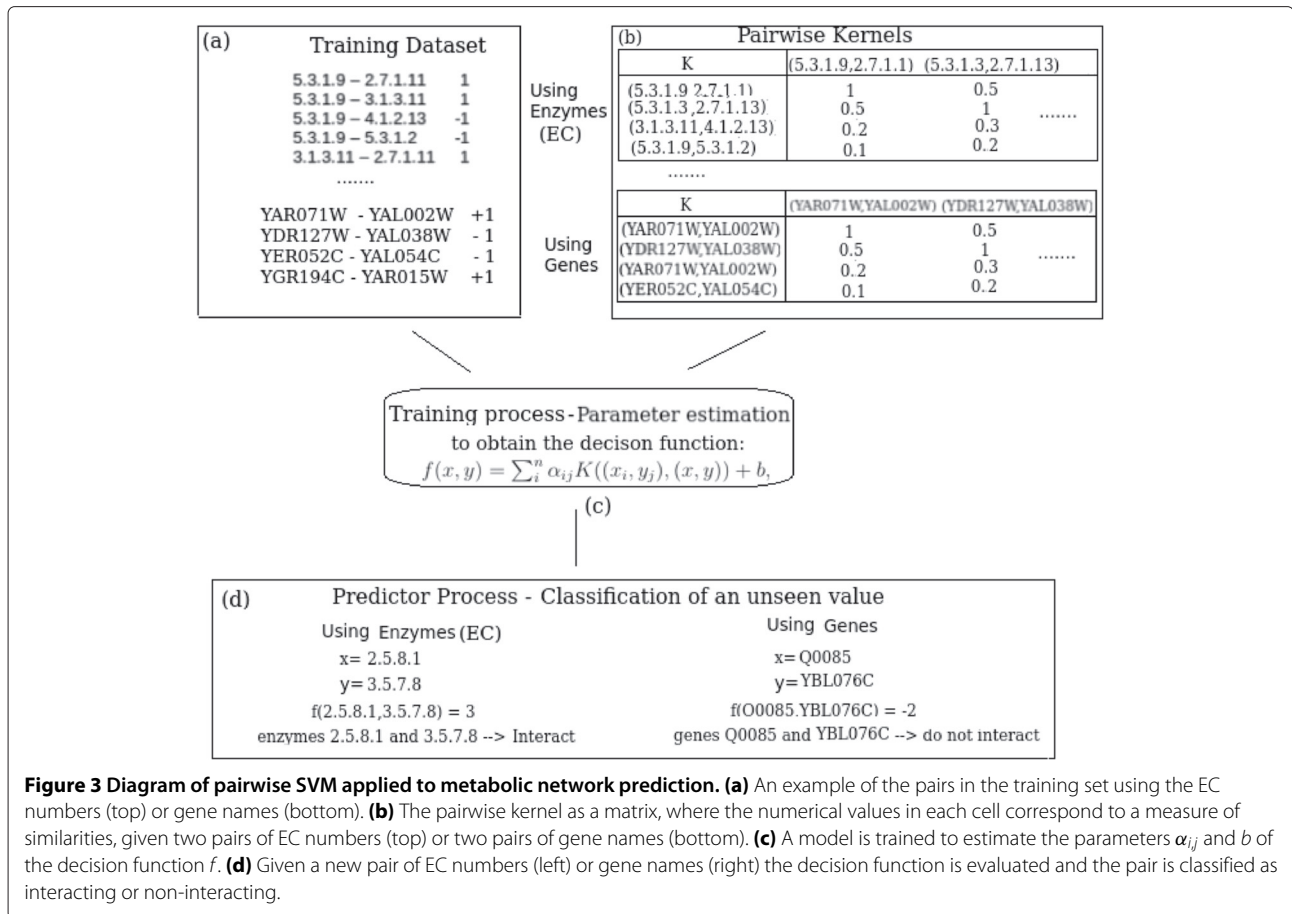 (a) Training Dataset
5.3.1.9 – 2.7.1.11 1
5.3.1.9 – 3.1.3.11 1
5.3.1.9 – 4.1.2.13 -1
5.3.1.9 – 5.3.1.2 -1
3.1.3.11 – 2.7.1.11 1
.......
YAR071W - YAL002W +1
YDR127W - YAL038W - 1
YER052C - YAL054C - 1
YGR194C - YAR015W +1
Using
Enzymes
(EC)
Using
Genes
(b) Pairwise Kernels
K (5.3.1.9,2.7.1.1) (5.3.1.3,2.7.1.13)
(5.3.1.9 2.7.1.1) 1 0.5
(5.3.1.3,2.7.1.13) 0.5 1 .......
(3.1.3.11,4.1.2.13) 0.2 0.3
(5.3.1.9,5.3.1.2) 0.1 0.2
.......
K (YAR071W,YAL002W) (YDR127W,YAL038W)
(YAR071W,YAL002W) 1 0.5
(YDR127W,YAL038W) 0.5 1 .......
(YAR071W,YAL002W) 0.2 0.3
(YER052C,YAL054C) 0.1 0.2
Training process-Parameter estimation
to obtain the decison function:
f(x, y) = ∑ᵢⁿ αᵢⱼK((xᵢ, yⱼ), (x, y)) + b,
(c)
(d) Predictor Process - Classification of an unseen value
Using Enzymes (EC)
x= 2.5.8.1
y= 3.5.7.8
f(2.5.8.1,3.5.7.8) = 3
enzymes 2.5.8.1 and 3.5.7.8 --> Interact
Using Genes
x= Q0085
y= YBL076C
f(O0085.YBL076C) = -2
genes Q0085 and YBL076C --> do not interact
Figure 3 Diagram of pairwise SVM applied to metabolic network prediction. (a) An example of the pairs in the training set using the EC
numbers (top) or gene names (bottom). (b) The pairwise kernel as a matrix, where the numerical values in each cell correspond to a measure of
similarities, given two pairs of EC numbers (top) or two pairs of gene names (bottom). (c) A model is trained to estimate the parameters αi,j and b of
the decision function f. (d) Given a new pair of EC numbers (left) or gene names (right) the decision function is evaluated and the pair is classified as
interacting or non-interacting.